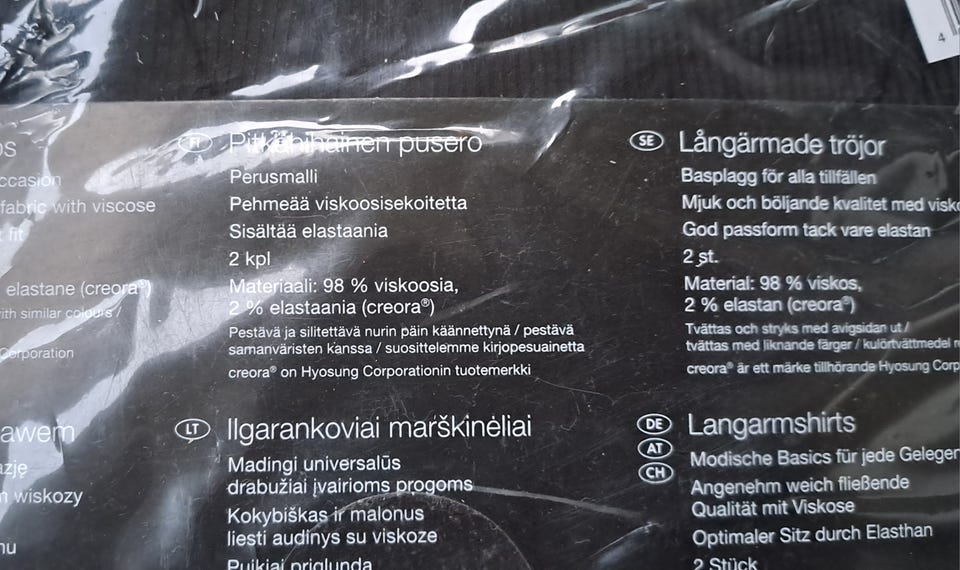 4
ccasion
fabric with viscose
fit
elastane (creora®)
with similar colours /
Corporation
FI Pitkähihainen pusero
Perusmalli
Pehmeää viskoosisekoitetta
Sisältää elastaania
2 kpl
Materiaali: 98 % viskoosia,
2 % elastaania (creora®)
Pestävä ja silitettävä nurin päin käännettynä / pestävä
samanväristen kanssa / suosittelemme kirjopesuainetta
creora® on Hyosung Corporationin tuotemerkki
SE Långärmade tröjor
Basplagg för alla tillfällen
Mjuk och böljande kvalitet med visko
God passform tack vare elastan
2 st.
Material: 98 % viskos,
2 % elastan (creora®)
Tvättas och stryks med avigsidan ut /
tvättas med liknande färger / kulörtvättmedel
creora® är ett märke tillhörande Hyosung Corp
awem
azję
wiskozy
LT Ilgarankoviai marškinėliai
Madingi universalūs
drabužiai įvairioms progoms
Kokybiškas ir malonus
liesti audinys su viskoze
Puikiai priglunda
DE AT CH Langarmshirts
Modische Basics für jede Gelegen
Angenehm weich fließende
Qualität mit Viskose
Optimaler Sitz durch Elasthan
2 Stück